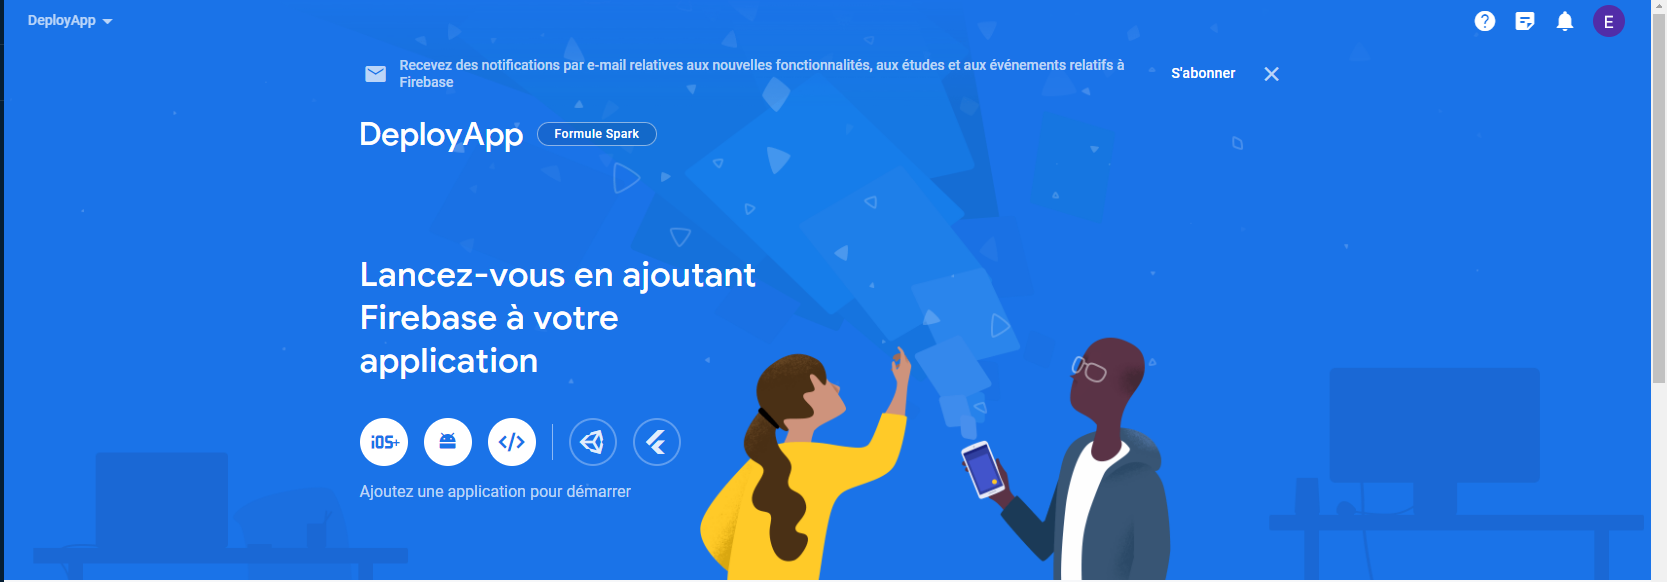 DeployApp
E
Recevez des notifications par e-mail relatives aux nouvelles fonctionnalités, aux études et aux événements relatifs à
Firebase
S'abonner
DeployApp
Formule Spark
Lancez-vous en ajoutant
Firebase à votre
application
iOS+
Ajoutez une application pour démarrer